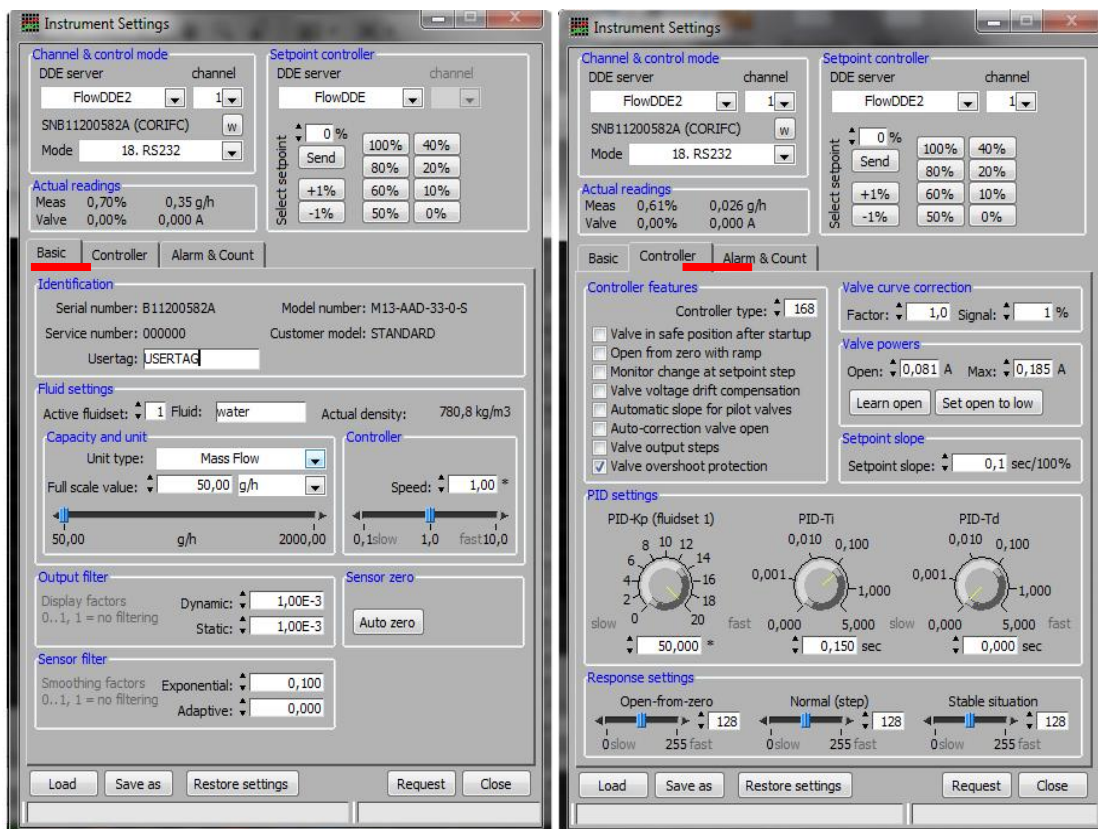 Instrument Settings
Channel & control mode
DDE server channel
FlowDDE2 1
SNB11200582A (CORIFC) w
Mode 18. RS232
Setpoint controller
DDE server channel
FlowDDE
Select setpoint
0 %
Send
+1%
-1%
100% 40%
80% 20%
60% 10%
50% 0%
Actual readings
Meas 0,70% 0,35 g/h
Valve 0,00% 0,000 A
Basic Controller Alarm & Count
Identification
Serial number: B11200582A Model number: M13-AAD-33-0-S
Service number: 000000 Customer model: STANDARD
Usertag: USERTAG
Fluid settings
Active fluidset: 1 Fluid: water Actual density: 780,8 kg/m3
Capacity and unit
Unit type: Mass Flow
Full scale value: 50,00 g/h
50,00 g/h 2000,00
Controller
Speed: 1,00 *
0,1slow 1,0 fast10,0
Output filter
Display factors
0..1, 1 = no filtering
Dynamic: 1,00E-3
Static: 1,00E-3
Sensor zero
Auto zero
Sensor filter
Smoothing factors
0..1, 1 = no filtering
Exponential: 0,100
Adaptive: 0,000
Load Save as Restore settings Request Close
Instrument Settings
Channel & control mode
DDE server channel
FlowDDE2 1
SNB11200582A (CORIFC) w
Mode 18. RS232
Setpoint controller
DDE server channel
FlowDDE2 1
Select setpoint
0 %
Send
+1%
-1%
100% 40%
80% 20%
60% 10%
50% 0%
Actual readings
Meas 0,61% 0,026 g/h
Valve 0,00% 0,000 A
Basic Controller Alarm & Count
Controller features
Controller type: 168
Valve in safe position after startup
Open from zero with ramp
Monitor change at setpoint step
Valve voltage drift compensation
Automatic slope for pilot valves
Auto-correction valve open
Valve output steps
Valve overshoot protection
Valve curve correction
Factor: 1,0 Signal: 1 %
Valve powers
Open: 0,081 A Max: 0,185 A
Learn open Set open to low
Setpoint slope
Setpoint slope: 0,1 sec/100%
PID settings
PID-Kp (fluidset 1)
0 2 4 6 8 10 12 14 16 18 20
slow fast
50,000 *
PID-Ti
0,000 0,001 0,010 0,100 1,000 5,000
0,150 sec
PID-Td
slow 0,000 0,001 0,010 0,100 1,000 5,000 fast
0,000 sec
Response settings
Open-from-zero Normal (step) Stable situation
128 128 128
0slow 255 fast 0slow 255 fast 0slow 255 fast
Load Save as Restore settings Request Close